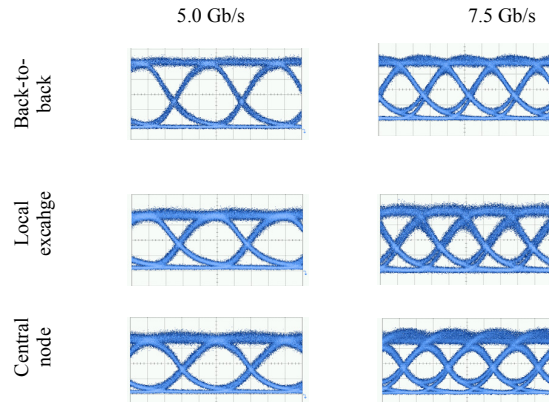 5.0 Gb/s
7.5 Gb/s
Back-to-
back
Local
excahge
Central
node